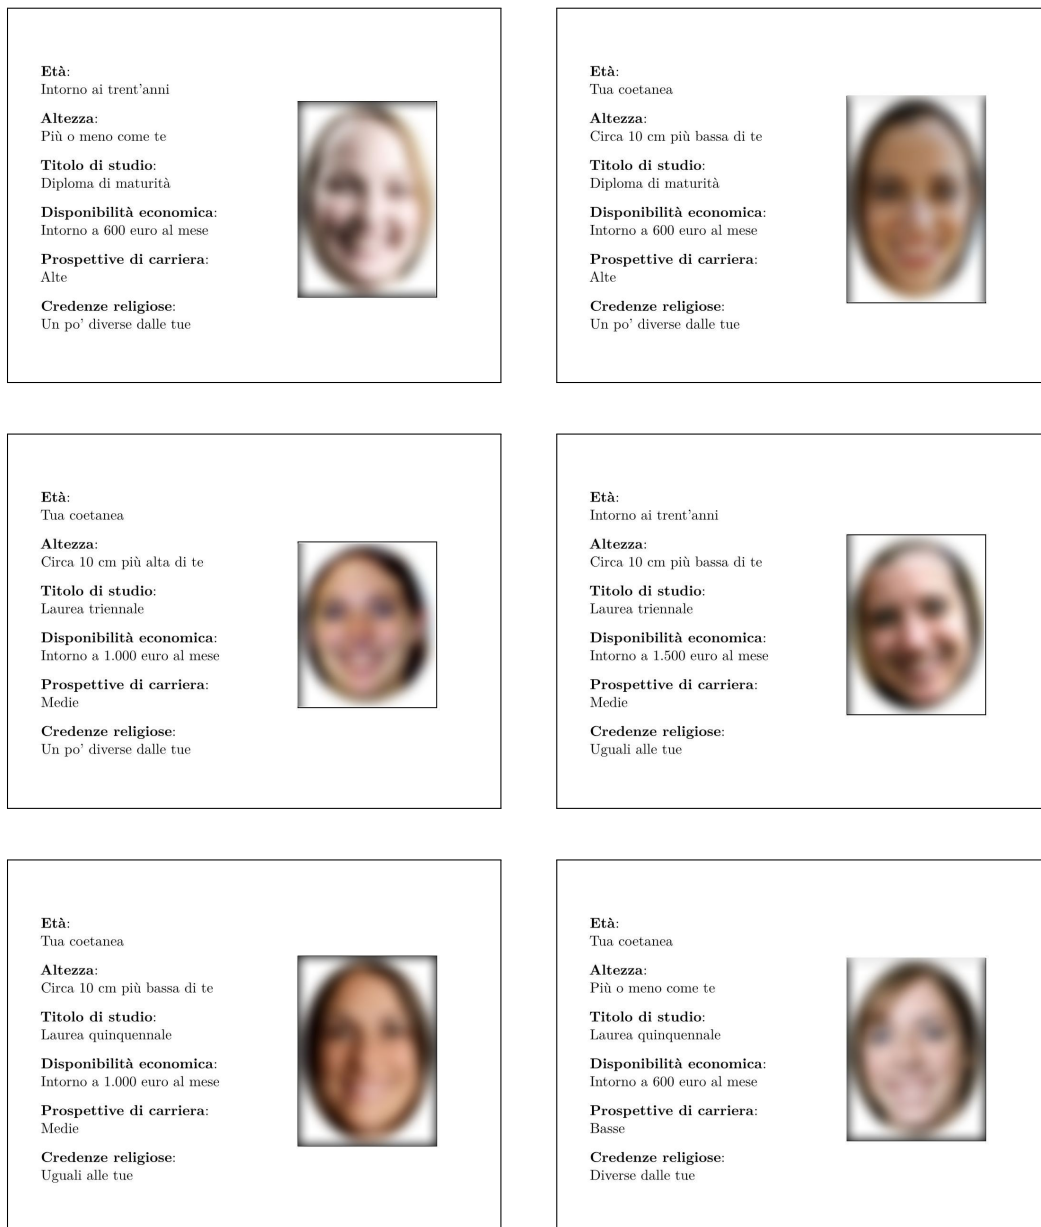 Età:
Intorno ai trent'anni
Altezza:
Più o meno come te
Titolo di studio:
Diploma di maturità
Disponibilità economica:
Intorno a 600 euro al mese
Prospettive di carriera:
Alte
Credenze religiose:
Un po' diverse dalle tue
Età:
Tua coetanea
Altezza:
Circa 10 cm più bassa di te
Titolo di studio:
Diploma di maturità
Disponibilità economica:
Intorno a 600 euro al mese
Prospettive di carriera:
Alte
Credenze religiose:
Un po' diverse dalle tue
Età:
Tua coetanea
Altezza:
Circa 10 cm più alta di te
Titolo di studio:
Laurea triennale
Disponibilità economica:
Intorno a 1.000 euro al mese
Prospettive di carriera:
Medie
Credenze religiose:
Un po' diverse dalle tue
Età:
Intorno ai trent'anni
Altezza:
Circa 10 cm più bassa di te
Titolo di studio:
Laurea triennale
Disponibilità economica:
Intorno a 1.500 euro al mese
Prospettive di carriera:
Medie
Credenze religiose:
Uguali alle tue
Età:
Tua coetanea
Altezza:
Circa 10 cm più bassa di te
Titolo di studio:
Laurea quinquennale
Disponibilità economica:
Intorno a 1.000 euro al mese
Prospettive di carriera:
Medie
Credenze religiose:
Uguali alle tue
Età:
Tua coetanea
Altezza:
Più o meno come te
Titolo di studio:
Laurea quinquennale
Disponibilità economica:
Intorno a 600 euro al mese
Prospettive di carriera:
Basse
Credenze religiose:
Diverse dalle tue